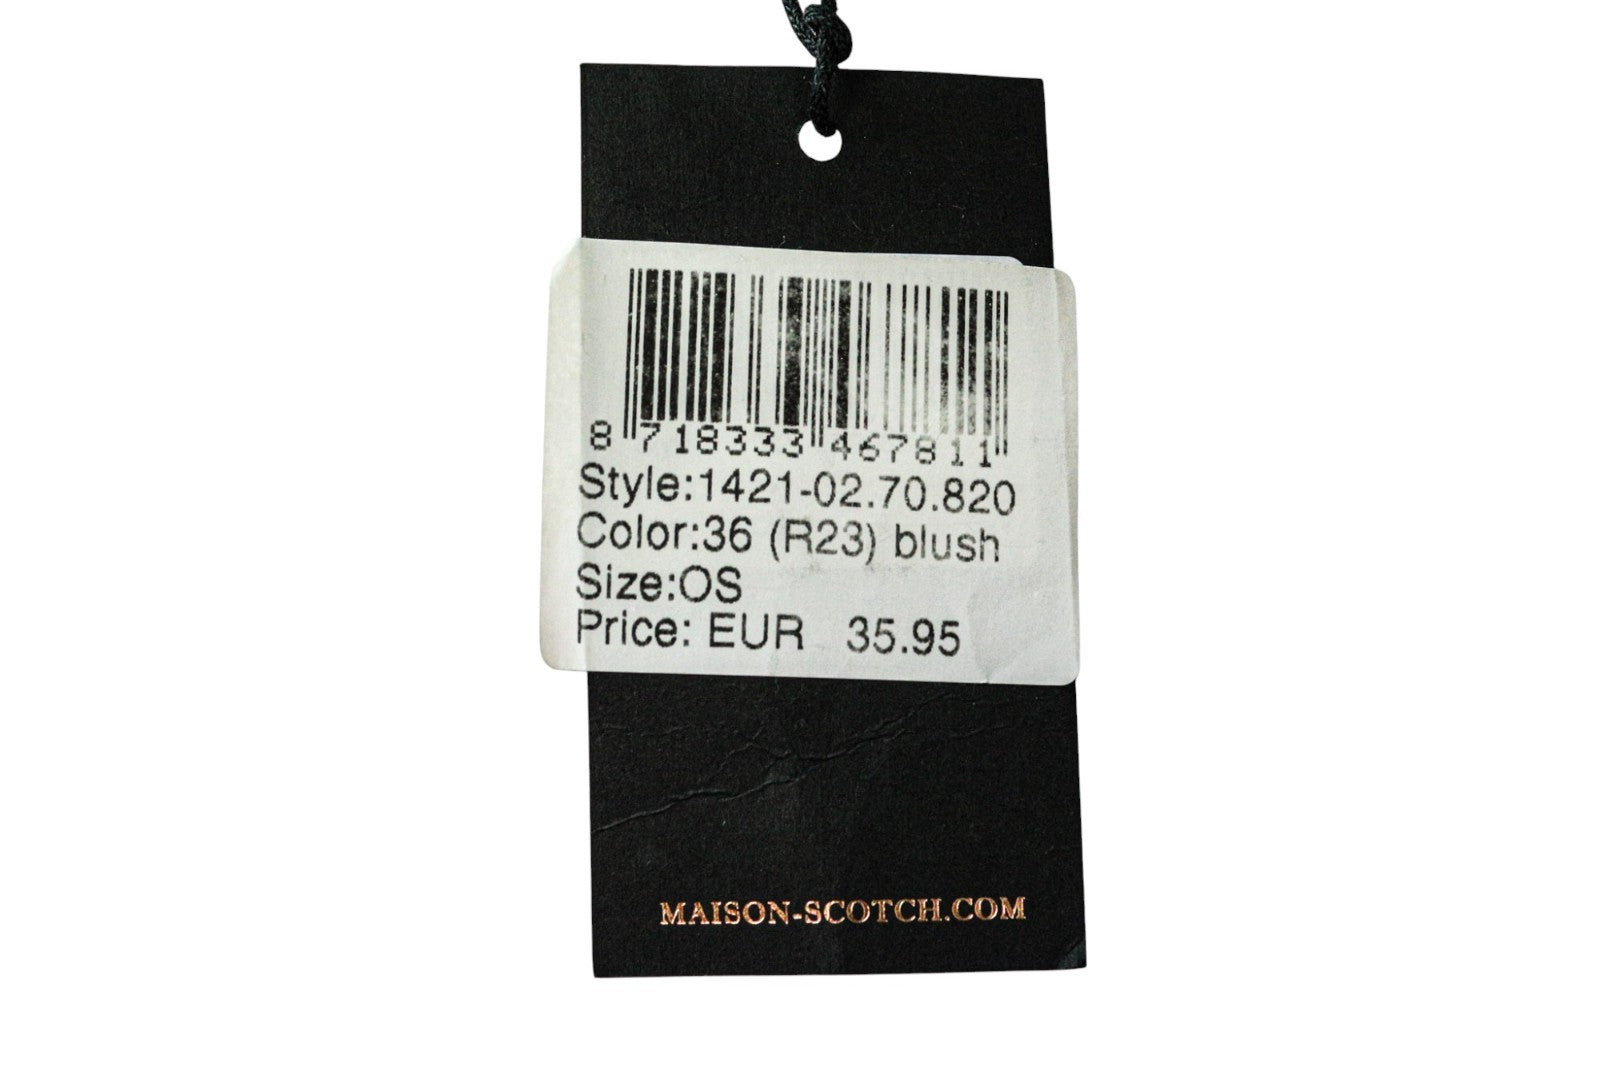 8 718333 467811
Style:1421-02.70.820
Color:36 (R23) blush
Size:OS
Price: EUR 35.95
MAISON-SCOTCH.COM